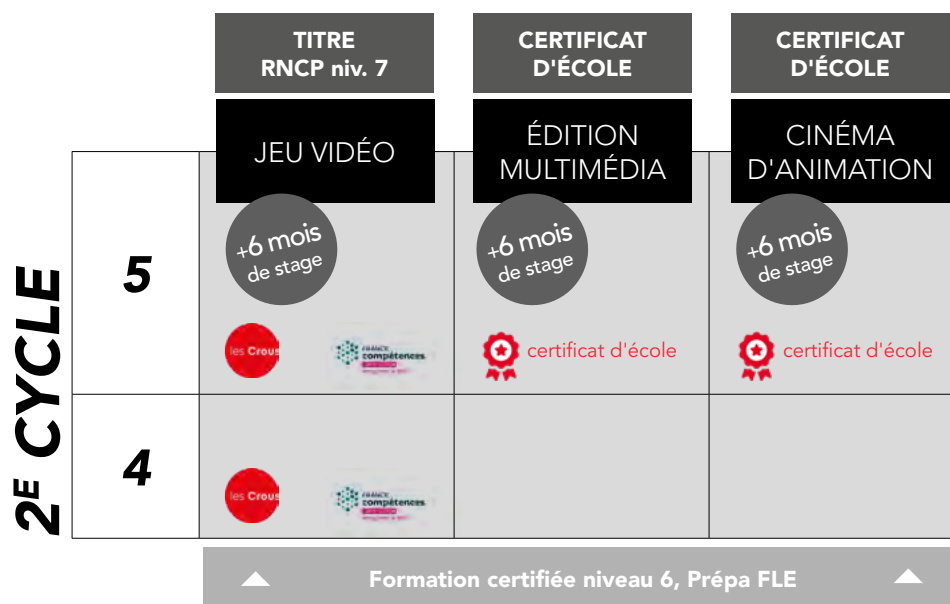 TITRE
RNCP niv. 7
CERTIFICAT
D'ÉCOLE
CERTIFICAT
D'ÉCOLE
JEU VIDÉO
ÉDITION
MULTIMÉDIA
CINÉMA
D'ANIMATION
2E CYCLE
5
+6 mois
de stage
+6 mois
de stage
+6 mois
de stage
les Crous
FRANCE
compétences
certificat d'école
certificat d'école
4
les Crous
FRANCE
compétences
Formation certifiée niveau 6, Prépa FLE